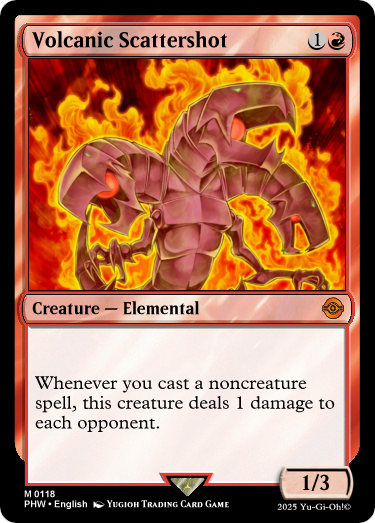 Volcanic Scattershot 1
Creature — Elemental
Whenever you cast a noncreature
spell, this creature deals 1 damage to
each opponent.
1/3
M 0118
PHW • English Yugioh Trading Card Game
2025 Yu-Gi-Oh!©